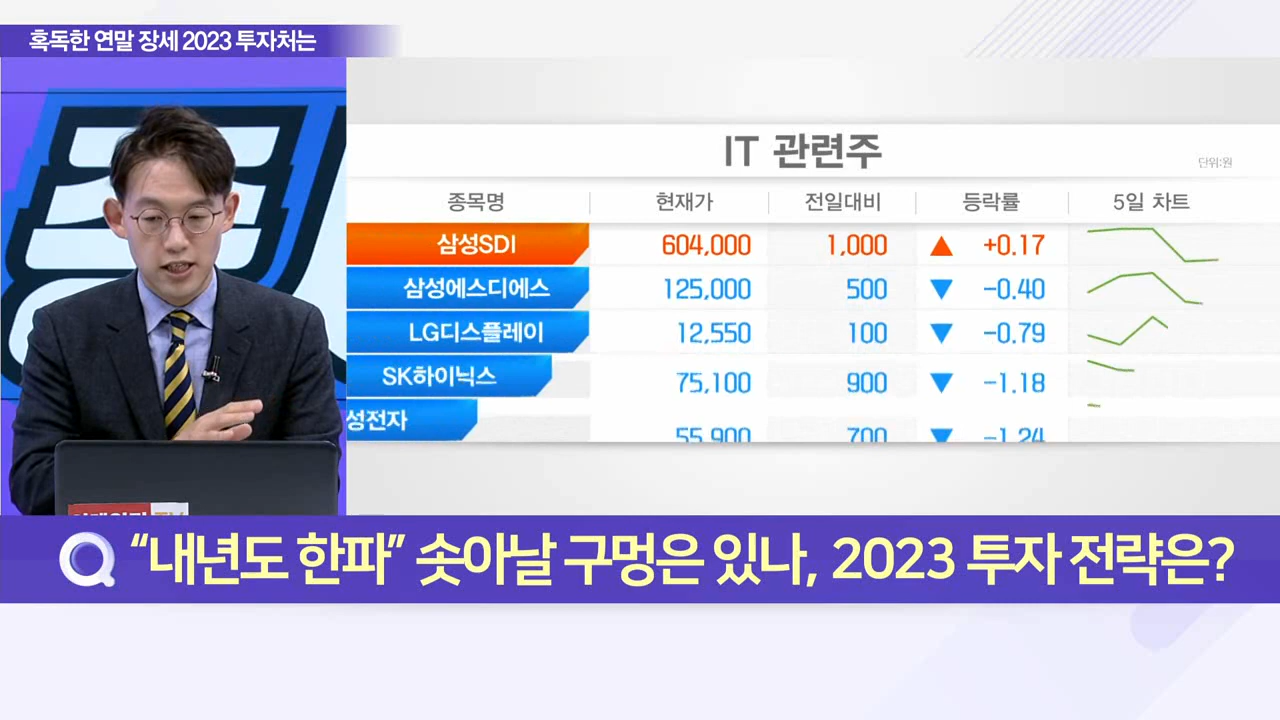 혹독한 연말 장세 2023 투자처는
IT 관련주
단위:원
종목명 현재가 전일대비 등락률 5일 차트
삼성SDI 604,000 1,000 ▲ +0.17
삼성에스디에스 125,000 500 ▼ -0.40
LG디스플레이 12,550 100 ▼ -0.79
SK하이닉스 75,100 900 ▼ -1.18
성전자 55,900 700 ▼ -1.24
Q “내년도 한파” 솟아날 구멍은 있나, 2023 투자 전략은?